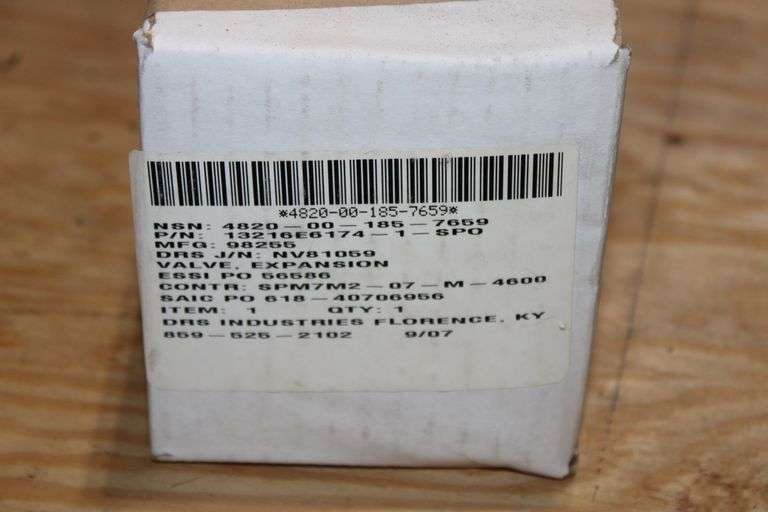 *4820-00-185-7659*
NSN: 4820-00-185-7659
P/N: 13216E6174-1-SPO
MFG: 98255
DRS J/N: NV81059
VALVE, EXPANSION
ESSI PO 56586
CONTR: SPM7M2-07-M-4600
SAIC PO 618-40706956
ITEM: 1 QTY: 1
DRS INDUSTRIES FLORENCE, KY
859-525-2102 9/07